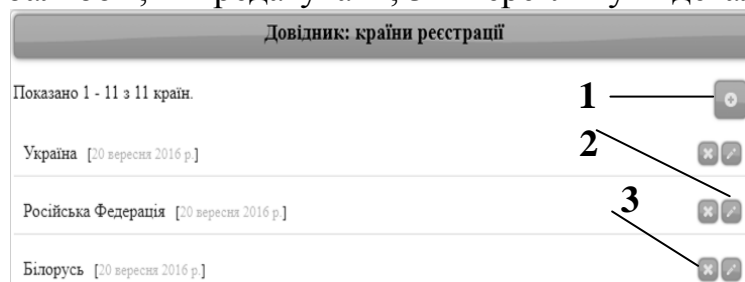 Довідник: країни реєстрації
Показано 1 - 11 з 11 країн.
1
Україна [20 вересня 2016 р.]
2
Російська Федерація [20 вересня 2016 р.]
3
Білорусь [20 вересня 2016 р.]